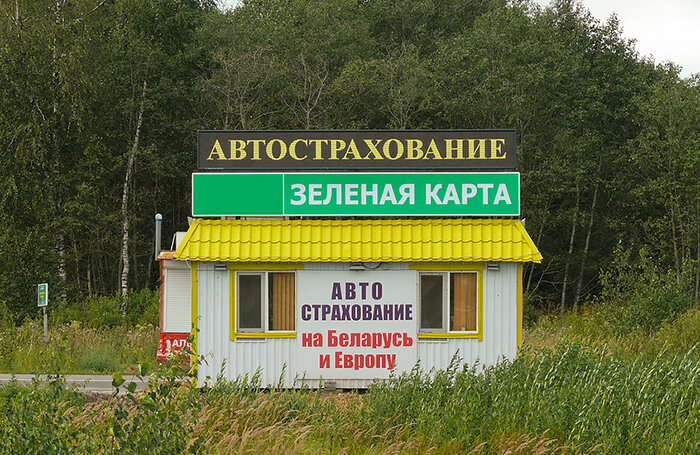 АВТОСТРАХОВАНИЕ
ЗЕЛЕНАЯ КАРТА
АВТО
СТРАХОВАНИЕ
на Беларусь
и Европу